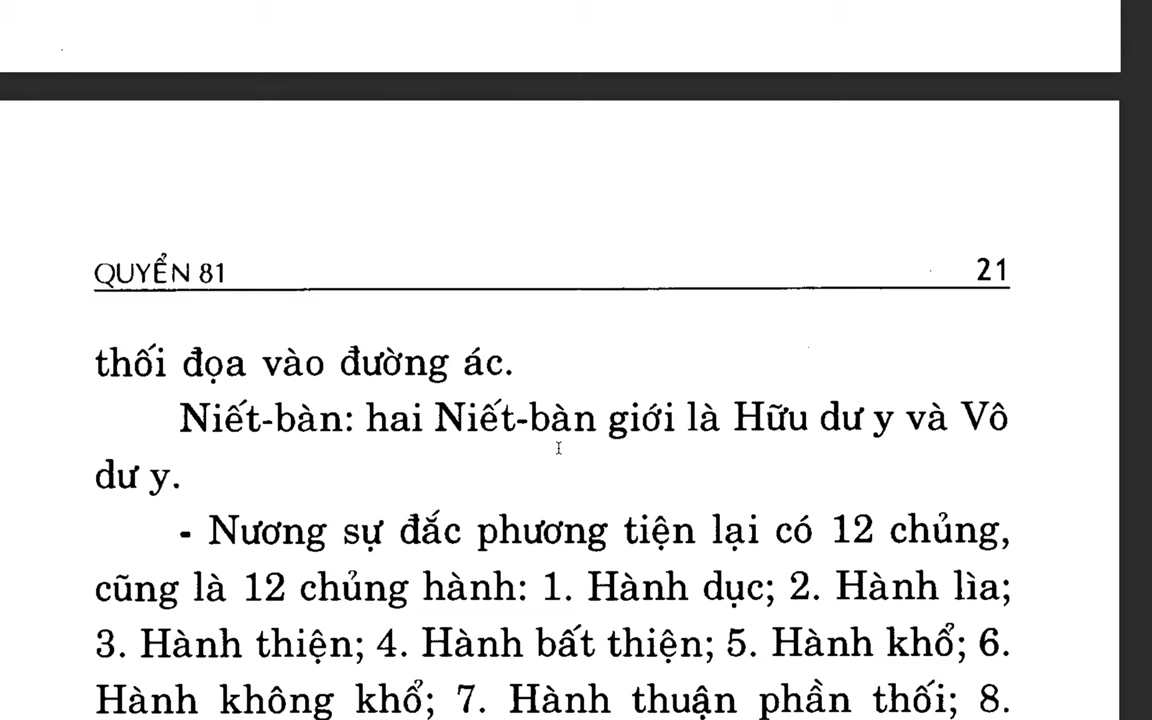 QUYỂN 81 21
thối đọa vào đường ác.
Niết-bàn: hai Niết-bàn giới là Hữu dư y và Vô
dư y.
- Nương sự đắc phương tiện lại có 12 chủng,
cũng là 12 chủng hành: 1. Hành dục; 2. Hành lìa;
3. Hành thiện; 4. Hành bất thiện; 5. Hành khổ; 6.
Hành không khổ; 7. Hành thuận phần thối; 8.